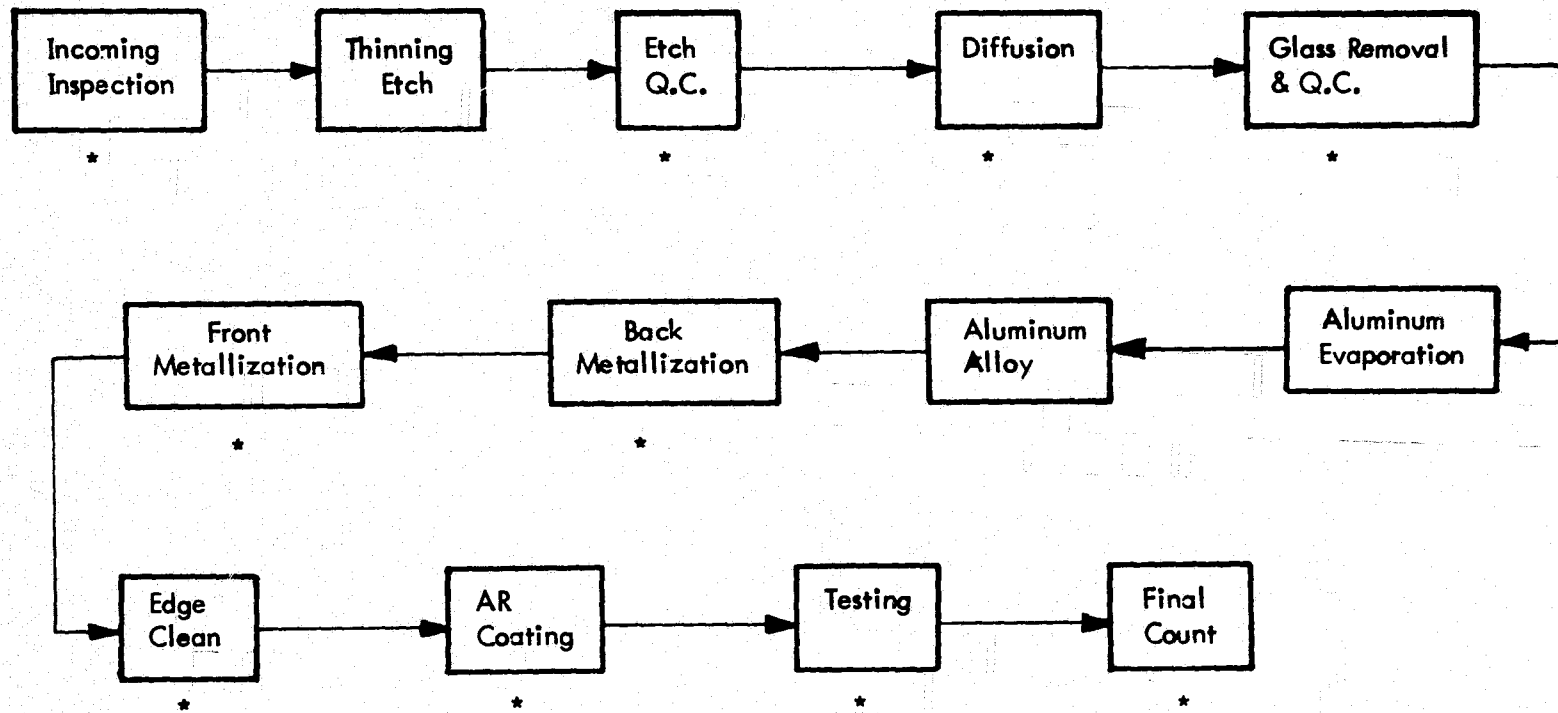 Incoming
Inspection
Thinning
Etch
Etch
Q.C.
Diffusion
Glass Removal
& Q.C.
*
*
*
*
Aluminum
Evaporation
Aluminum
Alloy
Back
Metallization
Front
Metallization
*
*
Edge
Clean
AR
Coating
Testing
Final
Count
*
*
*
*